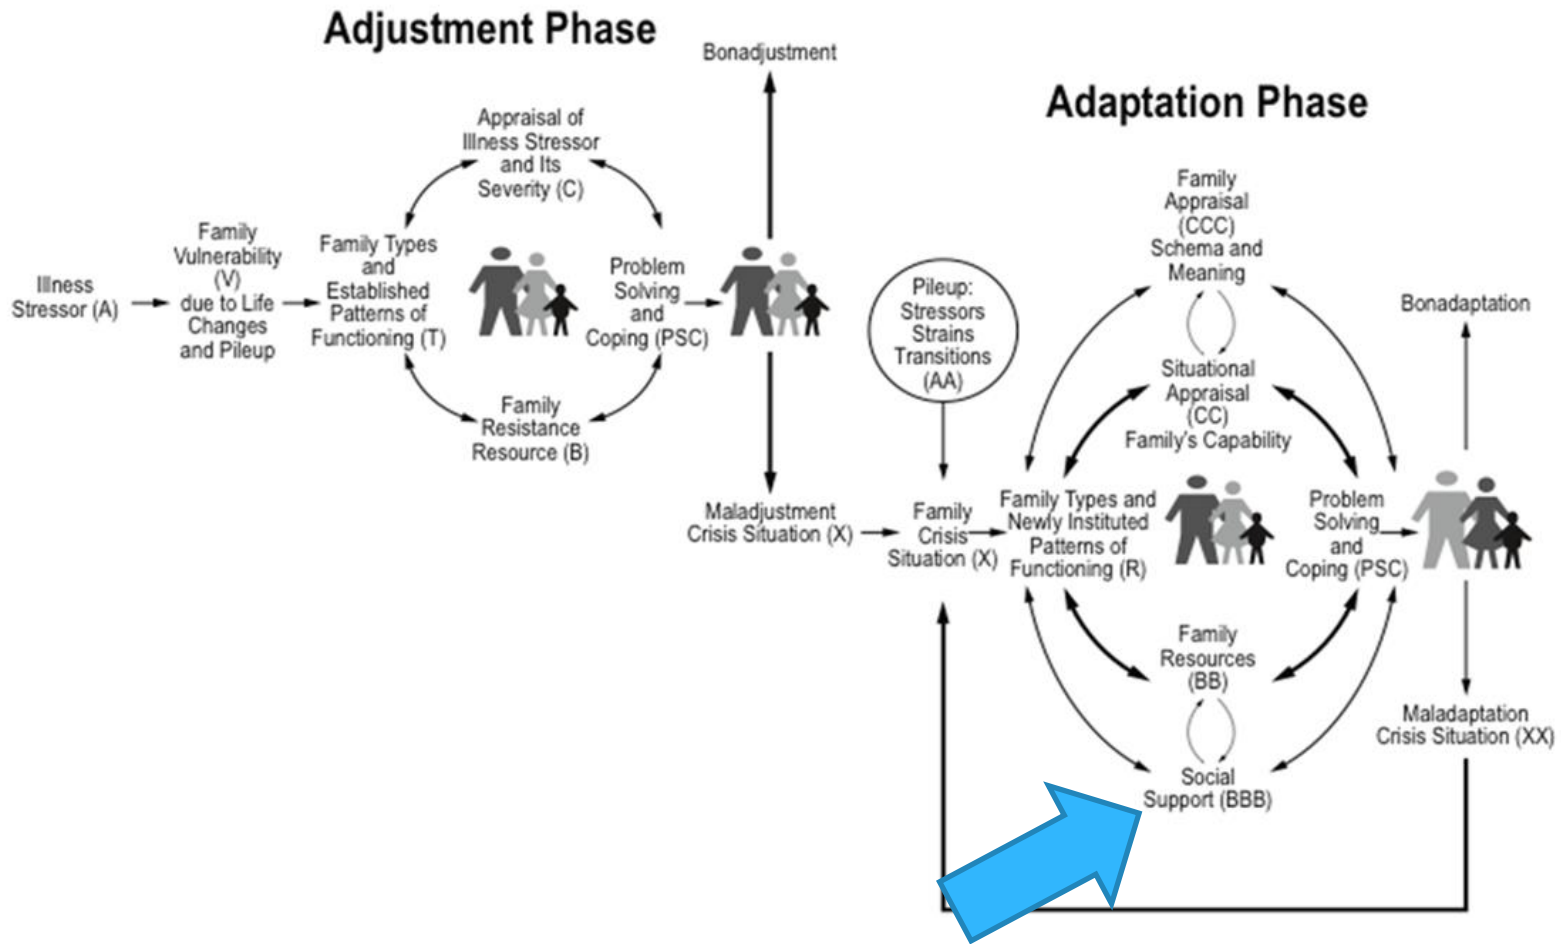 Adjustment Phase
Bonadjustment
Appraisal of
Illness Stressor
and Its
Severity (C)
Family
Vulnerability
(V)
due to Life
Changes
and Pileup
Illness
Stressor (A)
Family Types
and
Established
Patterns of
Functioning (T)
Problem
Solving
and
Coping (PSC)
Family
Resistance
Resource (B)
Maladjustment
Crisis Situation (X)
Adaptation Phase
Family
Appraisal
(CCC)
Schema and
Meaning
Pileup:
Stressors
Strains
Transitions
(AA)
Situational
Appraisal
(CC)
Family's Capability
Bonadaptation
Family
Crisis
Situation (X)
Family Types and
Newly Instituted
Patterns of
Functioning (R)
Problem
Solving
and
Coping (PSC)
Family
Resources
(BB)
Social
Support (BBB)
Maladaptation
Crisis Situation (XX)